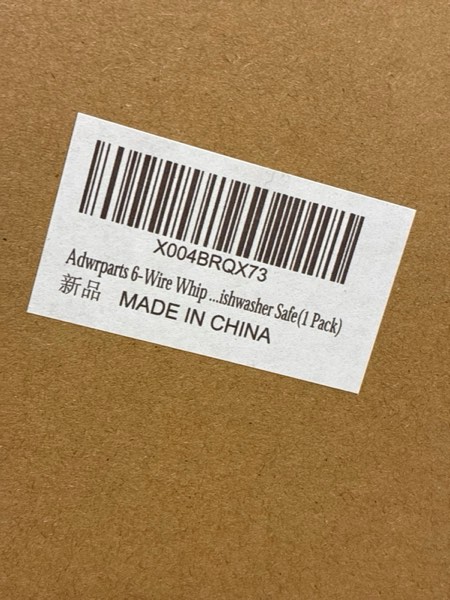 X004BRQX73
Adwrparts 6-Wire Whip ...ishwasher Safe(1 Pack)
新品 MADE IN CHINA